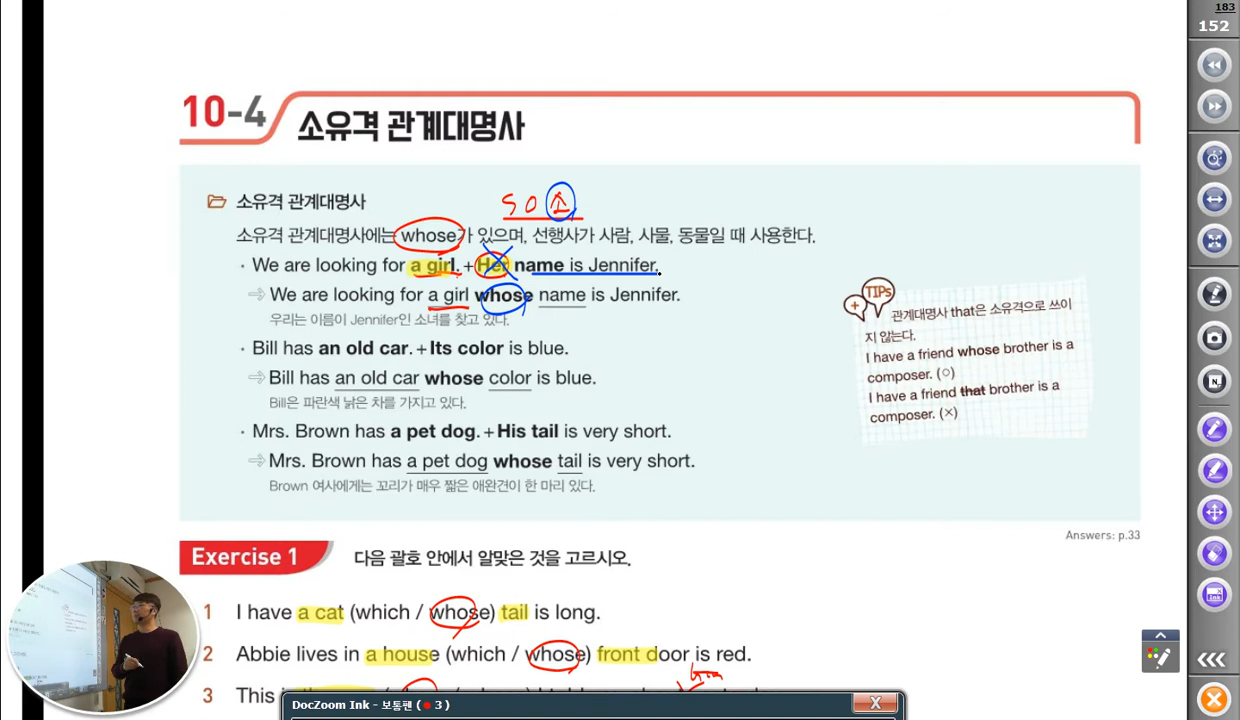 183
152
10-4 소유격 관계대명사
소유격 관계대명사
SO 소
소유격 관계대명사에는 whose가 있으며, 선행사가 사람, 사물, 동물일 때 사용한다.
· We are looking for a girl. + Her name is Jennifer.
⇨ We are looking for a girl whose name is Jennifer.
우리는 이름이 Jennifer인 소녀를 찾고 있다.
· Bill has an old car. + Its color is blue.
⇨ Bill has an old car whose color is blue.
Bill은 파란색 낡은 차를 가지고 있다.
· Mrs. Brown has a pet dog. + His tail is very short.
⇨ Mrs. Brown has a pet dog whose tail is very short.
Brown 여사에게는 꼬리가 매우 짧은 애완견이 한 마리 있다.
+ TIPs
관계대명사 that은 소유격으로 쓰이
지 않는다.
I have a friend whose brother is a
composer. (○)
I have a friend that brother is a
composer. (×)
Answers: p.33
Exercise 1 다음 괄호 안에서 알맞은 것을 고르시오.
1 I have a cat (which / whose) tail is long.
2 Abbie lives in a house (which / whose) front door is red.
3 This
DocZoom Ink - 보통펜 ( ● 3 )
X
N
Ink